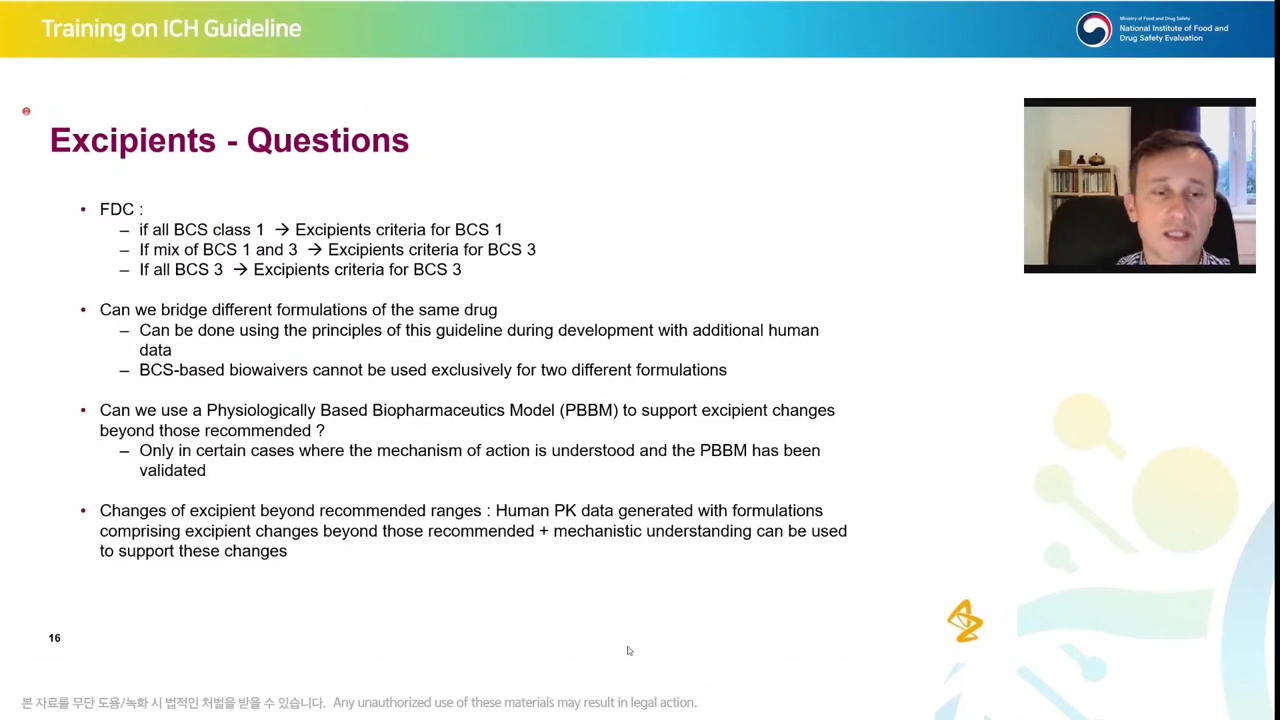 Training on ICH Guideline
Ministry of Food and Drug Safety
National Institute of Food and
Drug Safety Evaluation
Excipients - Questions
• FDC :
– if all BCS class 1 → Excipients criteria for BCS 1
– If mix of BCS 1 and 3 → Excipients criteria for BCS 3
– If all BCS 3 → Excipients criteria for BCS 3
• Can we bridge different formulations of the same drug
– Can be done using the principles of this guideline during development with additional human
data
– BCS-based biowaivers cannot be used exclusively for two different formulations
• Can we use a Physiologically Based Biopharmaceutics Model (PBBM) to support excipient changes
beyond those recommended ?
– Only in certain cases where the mechanism of action is understood and the PBBM has been
validated
• Changes of excipient beyond recommended ranges : Human PK data generated with formulations
comprising excipient changes beyond those recommended + mechanistic understanding can be used
to support these changes
16
본 자료를 무단 도용/녹화 시 법적인 처벌을 받을 수 있습니다. Any unauthorized use of these materials may result in legal action.